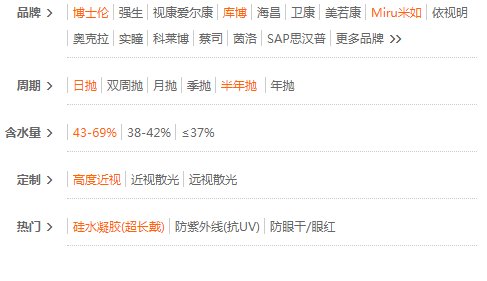 品牌 > 博士伦 强生 视康爱尔康 库博 海昌 卫康 美若康 Miru米如 依视明
奥克拉 实瞳 科莱博 蔡司 茵洛 SAP思汉普 更多品牌 >>
周期 > 日抛 双周抛 月抛 季抛 半年抛 年抛
含水量 > 43-69% 38-42% ≤37%
定制 > 高度近视 近视散光 远视散光
热门 > 硅水凝胶(超长戴) 防紫外线(抗UV) 防眼干/眼红